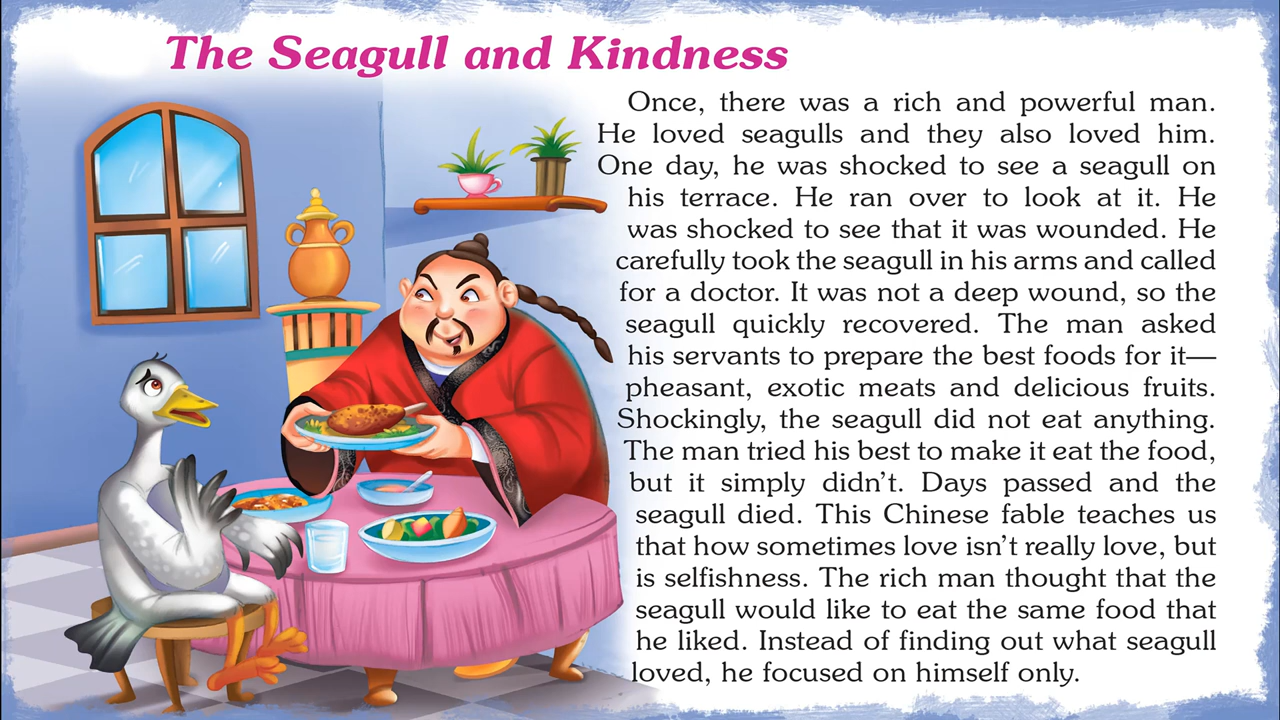 The Seagull and Kindness
Once, there was a rich and powerful man.
He loved seagulls and they also loved him.
One day, he was shocked to see a seagull on
his terrace. He ran over to look at it. He
was shocked to see that it was wounded. He
carefully took the seagull in his arms and called
for a doctor. It was not a deep wound, so the
seagull quickly recovered. The man asked
his servants to prepare the best foods for it—
pheasant, exotic meats and delicious fruits.
Shockingly, the seagull did not eat anything.
The man tried his best to make it eat the food,
but it simply didn’t. Days passed and the
seagull died. This Chinese fable teaches us
that how sometimes love isn’t really love, but
is selfishness. The rich man thought that the
seagull would like to eat the same food that
he liked. Instead of finding out what seagull
loved, he focused on himself only.